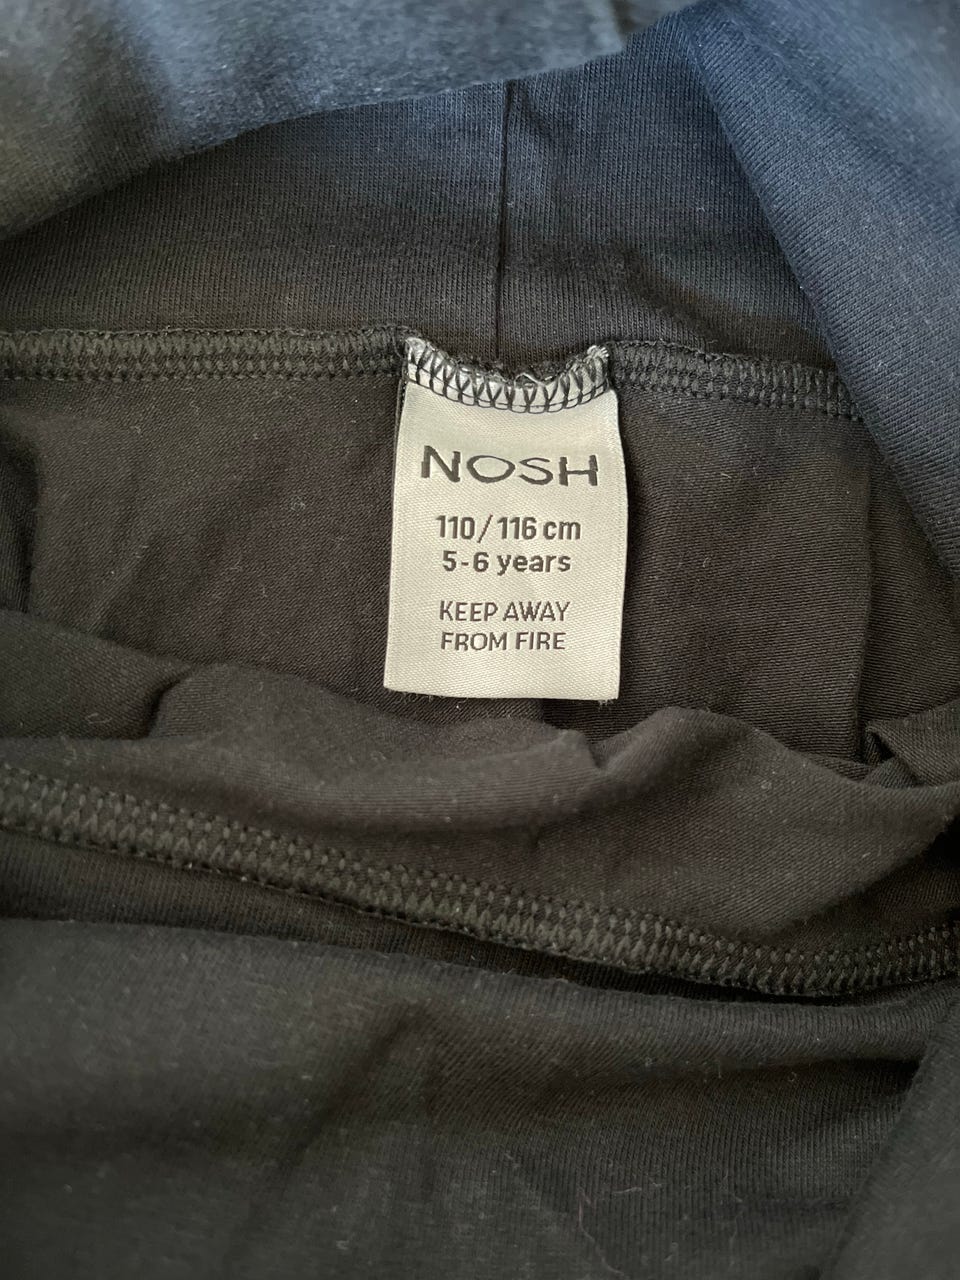 NOSH
110/116 cm
5-6 years
KEEP AWAY
FROM FIRE